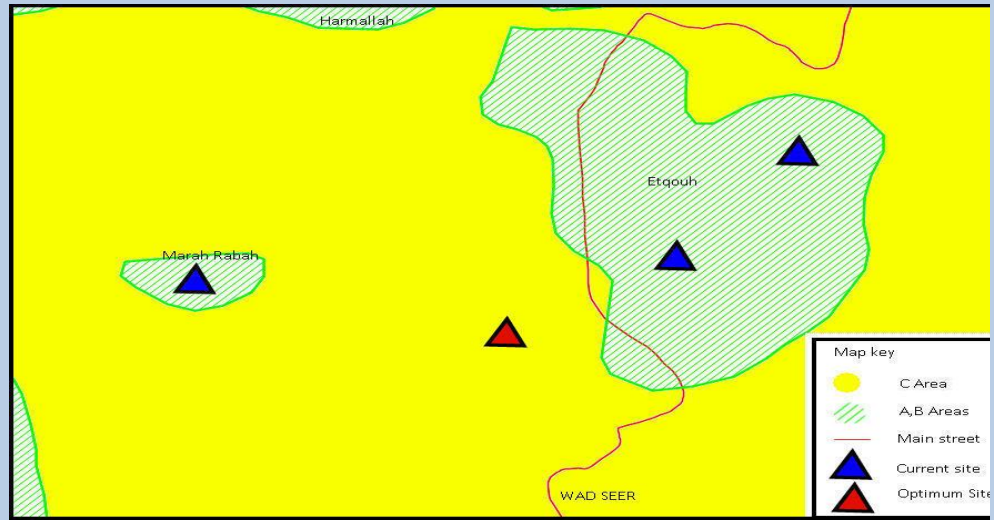 Harmallah
Etqouh
Marah Rabah
Map key
C Area
A,B Areas
Main street
Current site
Optimum Site
WAD SEER